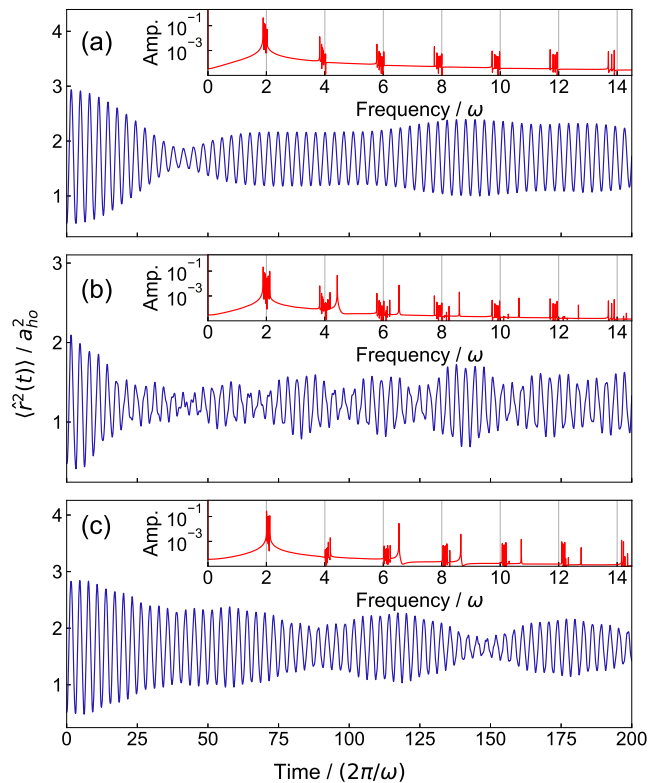 (a)
4
3
2
1
Amp.
10⁻¹
10⁻³
0 2 4 6 8 10 12 14
Frequency / ω
(b)
3
2
1
Amp.
10⁻¹
10⁻³
0 2 4 6 8 10 12 14
Frequency / ω
⟨r̂²(t)⟩ / a²ₕₒ
(c)
4
3
2
1
Amp.
10⁻¹
10⁻³
0 2 4 6 8 10 12 14
Frequency / ω
0 25 50 75 100 125 150 175 200
Time / (2π/ω)